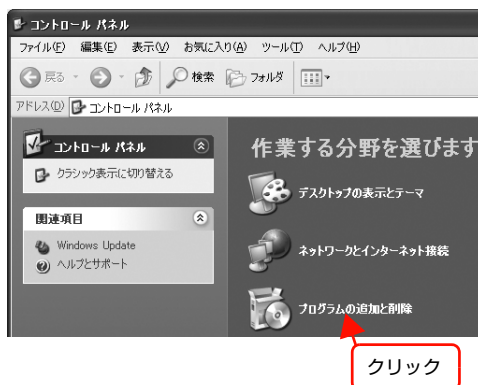 コントロール パネル
ファイル(F) 編集(E) 表示(V) お気に入り(A) ツール(T) ヘルプ(H)
戻る 検索 フォルダ
アドレス(D) コントロール パネル
コントロール パネル
クラシック表示に切り替える
関連項目
Windows Update
ヘルプとサポート
作業する分野を選びます
デスクトップの表示とテーマ
ネットワークとインターネット接続
プログラムの追加と削除
クリック